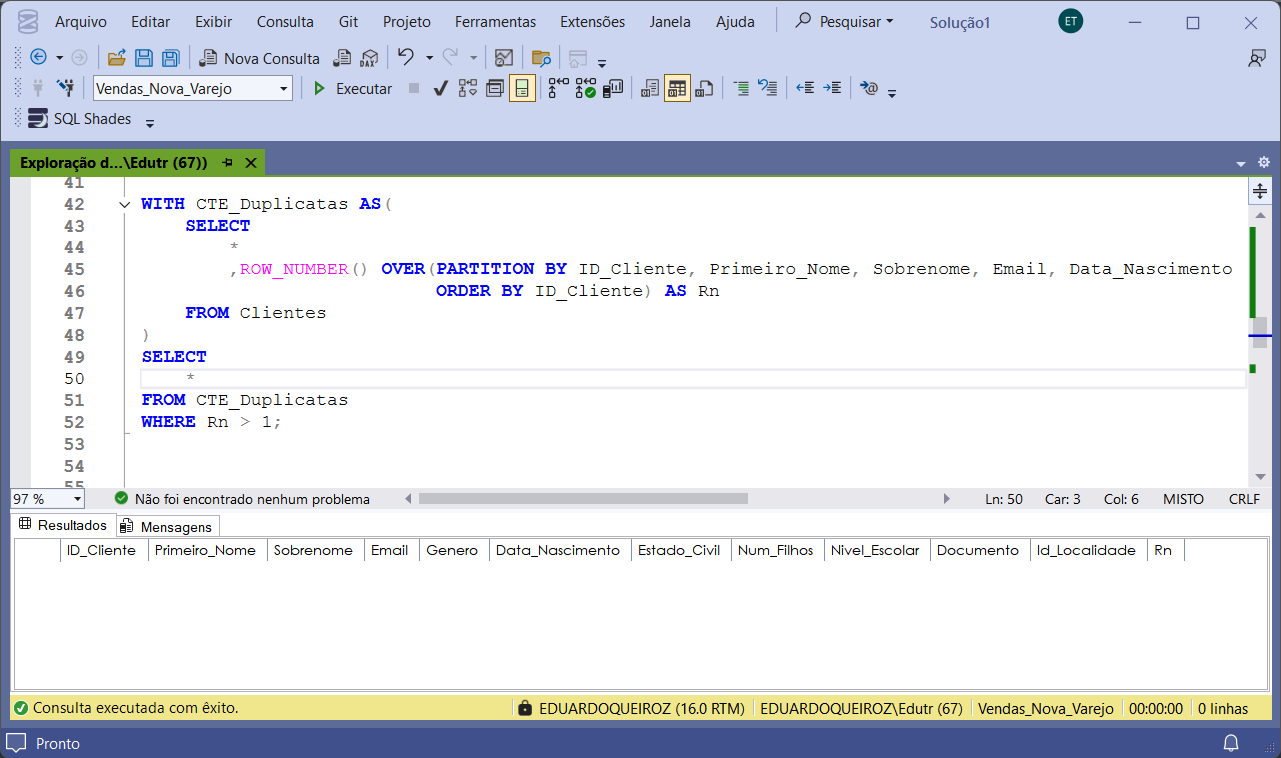 Arquivo Editar Exibir Consulta Git Projeto Ferramentas Extensões Janela Ajuda Pesquisar Solução1 ET
Nova Consulta DAX
Vendas_Nova_Varejo Executar
SQL Shades
Exploração d...\Edutr (67))
41
42 WITH CTE_Duplicatas AS(
43 SELECT
44 *
45 ,ROW_NUMBER() OVER(PARTITION BY ID_Cliente, Primeiro_Nome, Sobrenome, Email, Data_Nascimento
46 ORDER BY ID_Cliente) AS Rn
47 FROM Clientes
48 )
49 SELECT
50 *
51 FROM CTE_Duplicatas
52 WHERE Rn > 1;
53
54
55
97 % Não foi encontrado nenhum problema Ln: 50 Car: 3 Col: 6 MISTO CRLF
Resultados Mensagens
ID_Cliente Primeiro_Nome Sobrenome Email Genero Data_Nascimento Estado_Civil Num_Filhos Nivel_Escolar Documento Id_Localidade Rn
Consulta executada com êxito. EDUARDOQUEIROZ (16.0 RTM) EDUARDOQUEIROZ\Edutr (67) Vendas_Nova_Varejo 00:00:00 0 linhas
Pronto